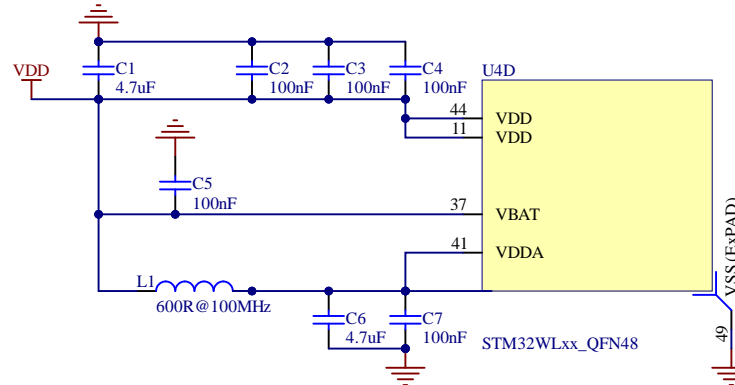 VDD
C1
4.7uF
C2
100nF
C3
100nF
C4
100nF
U4D
44
VDD
11
VDD
C5
100nF
37
VBAT
41
VDDA
VSS (ExPAD)
49
L1
600R@100MHz
C6
4.7uF
C7
100nF
STM32WLxx_QFN48